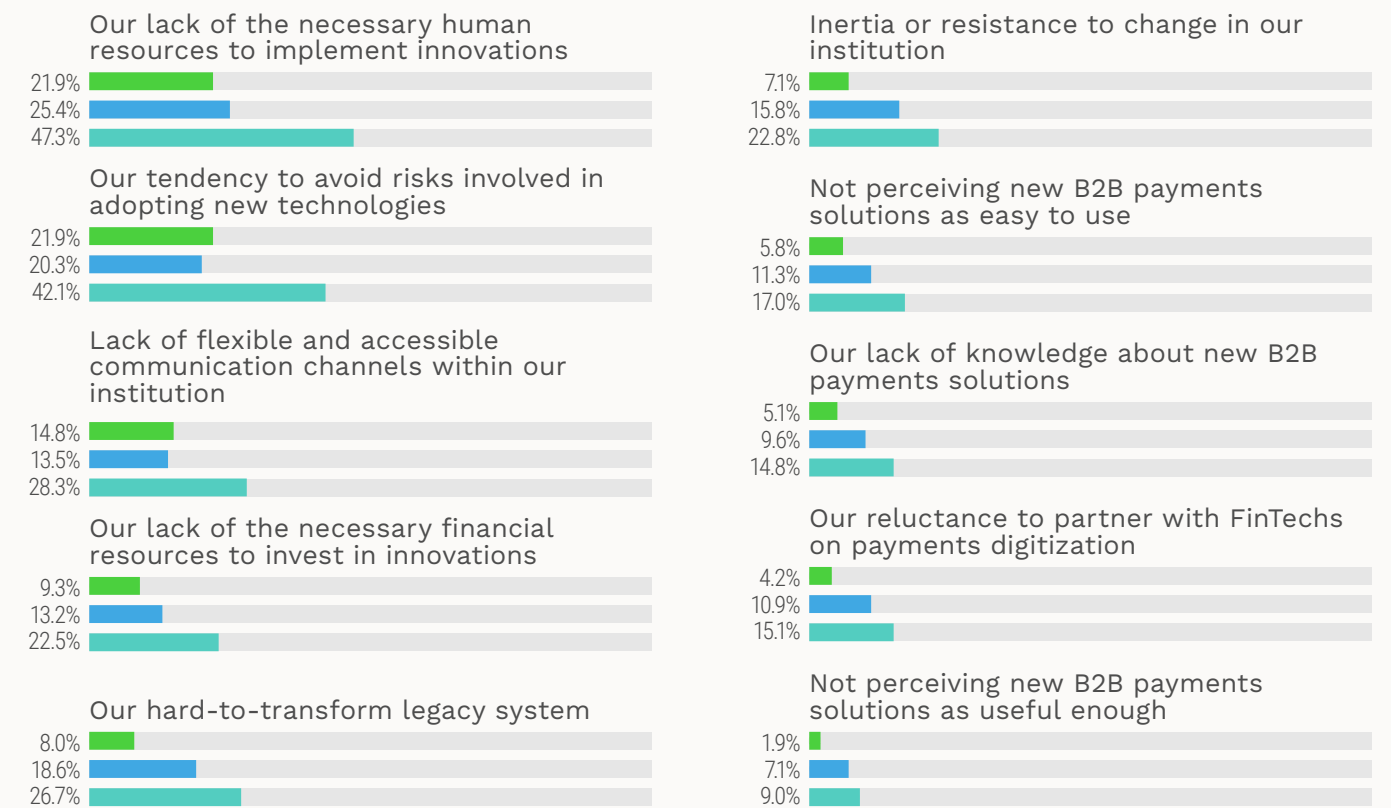 Our lack of the necessary human
resources to implement innovations
21.9%
25.4%
47.3%
Our tendency to avoid risks involved in
adopting new technologies
21.9%
20.3%
42.1%
Lack of flexible and accessible
communication channels within our
institution
14.8%
13.5%
28.3%
Our lack of the necessary financial
resources to invest in innovations
9.3%
13.2%
22.5%
Our hard-to-transform legacy system
8.0%
18.6%
26.7%
Inertia or resistance to change in our
institution
7.1%
15.8%
22.8%
Not perceiving new B2B payments
solutions as easy to use
5.8%
11.3%
17.0%
Our lack of knowledge about new B2B
payments solutions
5.1%
9.6%
14.8%
Our reluctance to partner with FinTechs
on payments digitization
4.2%
10.9%
15.1%
Not perceiving new B2B payments
solutions as useful enough
1.9%
7.1%
9.0%